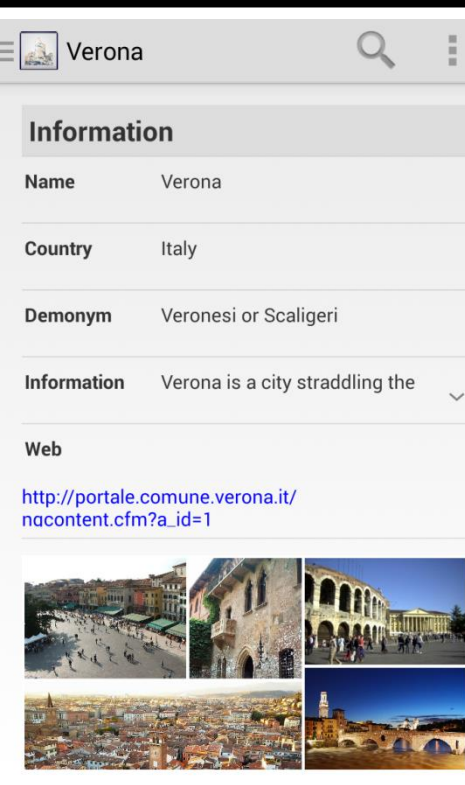 Verona
Information
Name Verona
Country Italy
Demonym Veronesi or Scaligeri
Information Verona is a city straddling the
Web
http://portale.comune.verona.it/
ngcontent.cfm?a_id=1